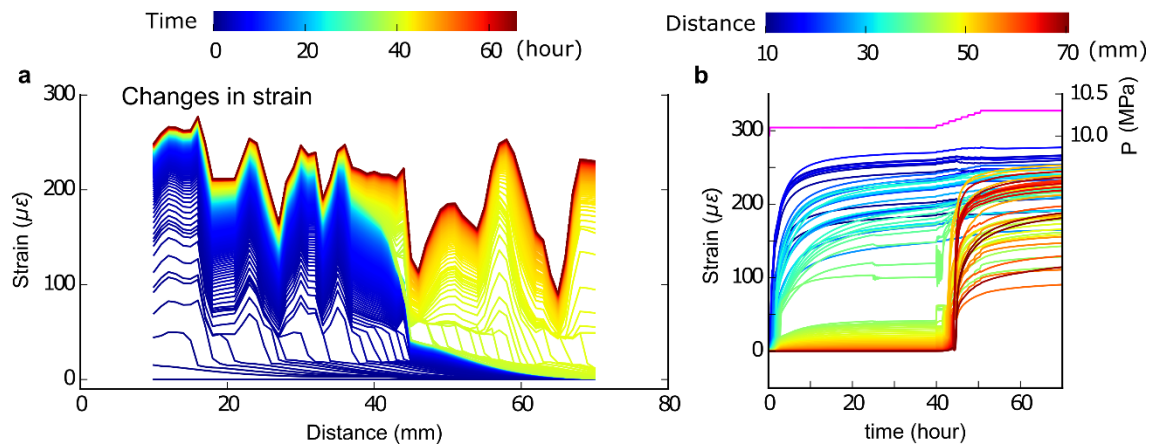 Time
0 20 40 60 (hour)
Distance
10 30 50 70 (mm)
a
Changes in strain
300
200
100
0
Strain (με)
0 20 40 60 80
Distance (mm)
b
300
200
100
0
Strain (με)
10.5
10.0
P (MPa)
0 20 40 60
time (hour)